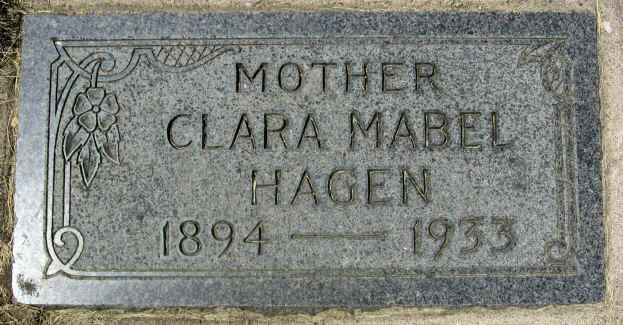 MOTHER
CLARA MABEL
HAGEN
1894 — 1933